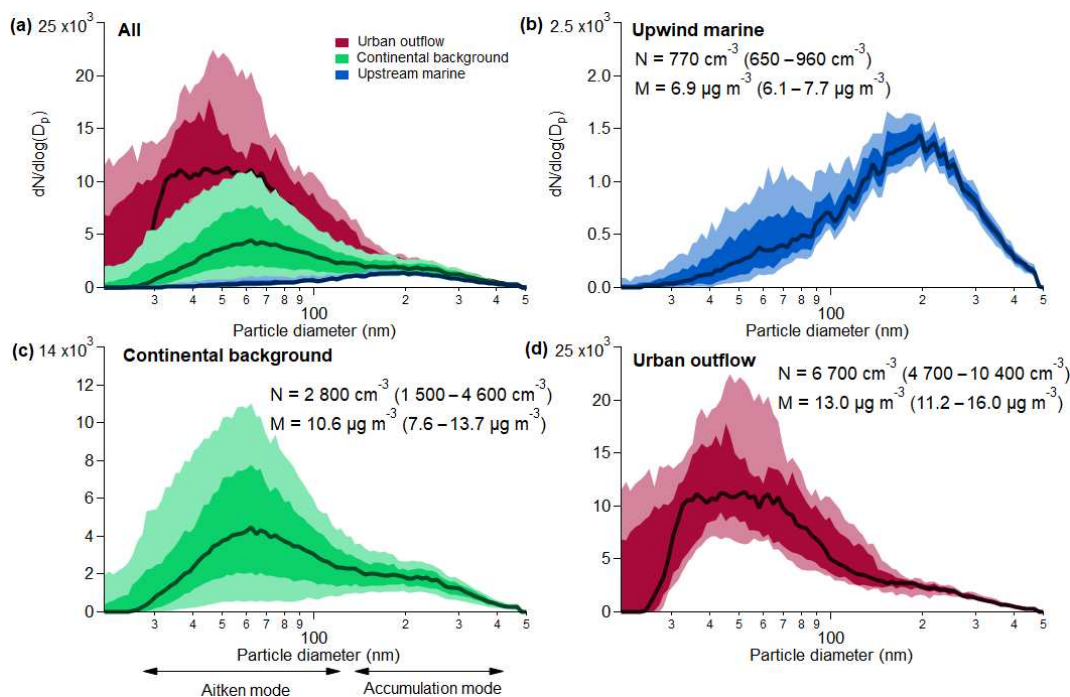 (a) All
25 x10³
20
15
10
5
0
dN/dlog(Dp)
Urban outflow
Continental background
Upstream marine
3 4 5 6 7 8 9 100 2 3 4 5
Particle diameter (nm)
(b) Upwind marine
N = 770 cm⁻³ (650 – 960 cm⁻³)
M = 6.9 µg m⁻³ (6.1 – 7.7 µg m⁻³)
2.5 x10³
2.0
1.5
1.0
0.5
0.0
dN/dlog(Dp)
3 4 5 6 7 8 9 100 2 3 4 5
Particle diameter (nm)
(c) Continental background
N = 2 800 cm⁻³ (1 500 – 4 600 cm⁻³)
M = 10.6 µg m⁻³ (7.6 – 13.7 µg m⁻³)
14 x10³
12
10
8
6
4
2
0
3 4 5 6 7 8 9 100 2 3 4 5
Particle diameter (nm)
Aitken mode Accumulation mode
(d) Urban outflow
N = 6 700 cm⁻³ (4 700 – 10 400 cm⁻³)
M = 13.0 µg m⁻³ (11.2 – 16.0 µg m⁻³)
25 x10³
20
15
10
5
0
3 4 5 6 7 8 9 100 2 3 4 5
Particle diameter (nm)